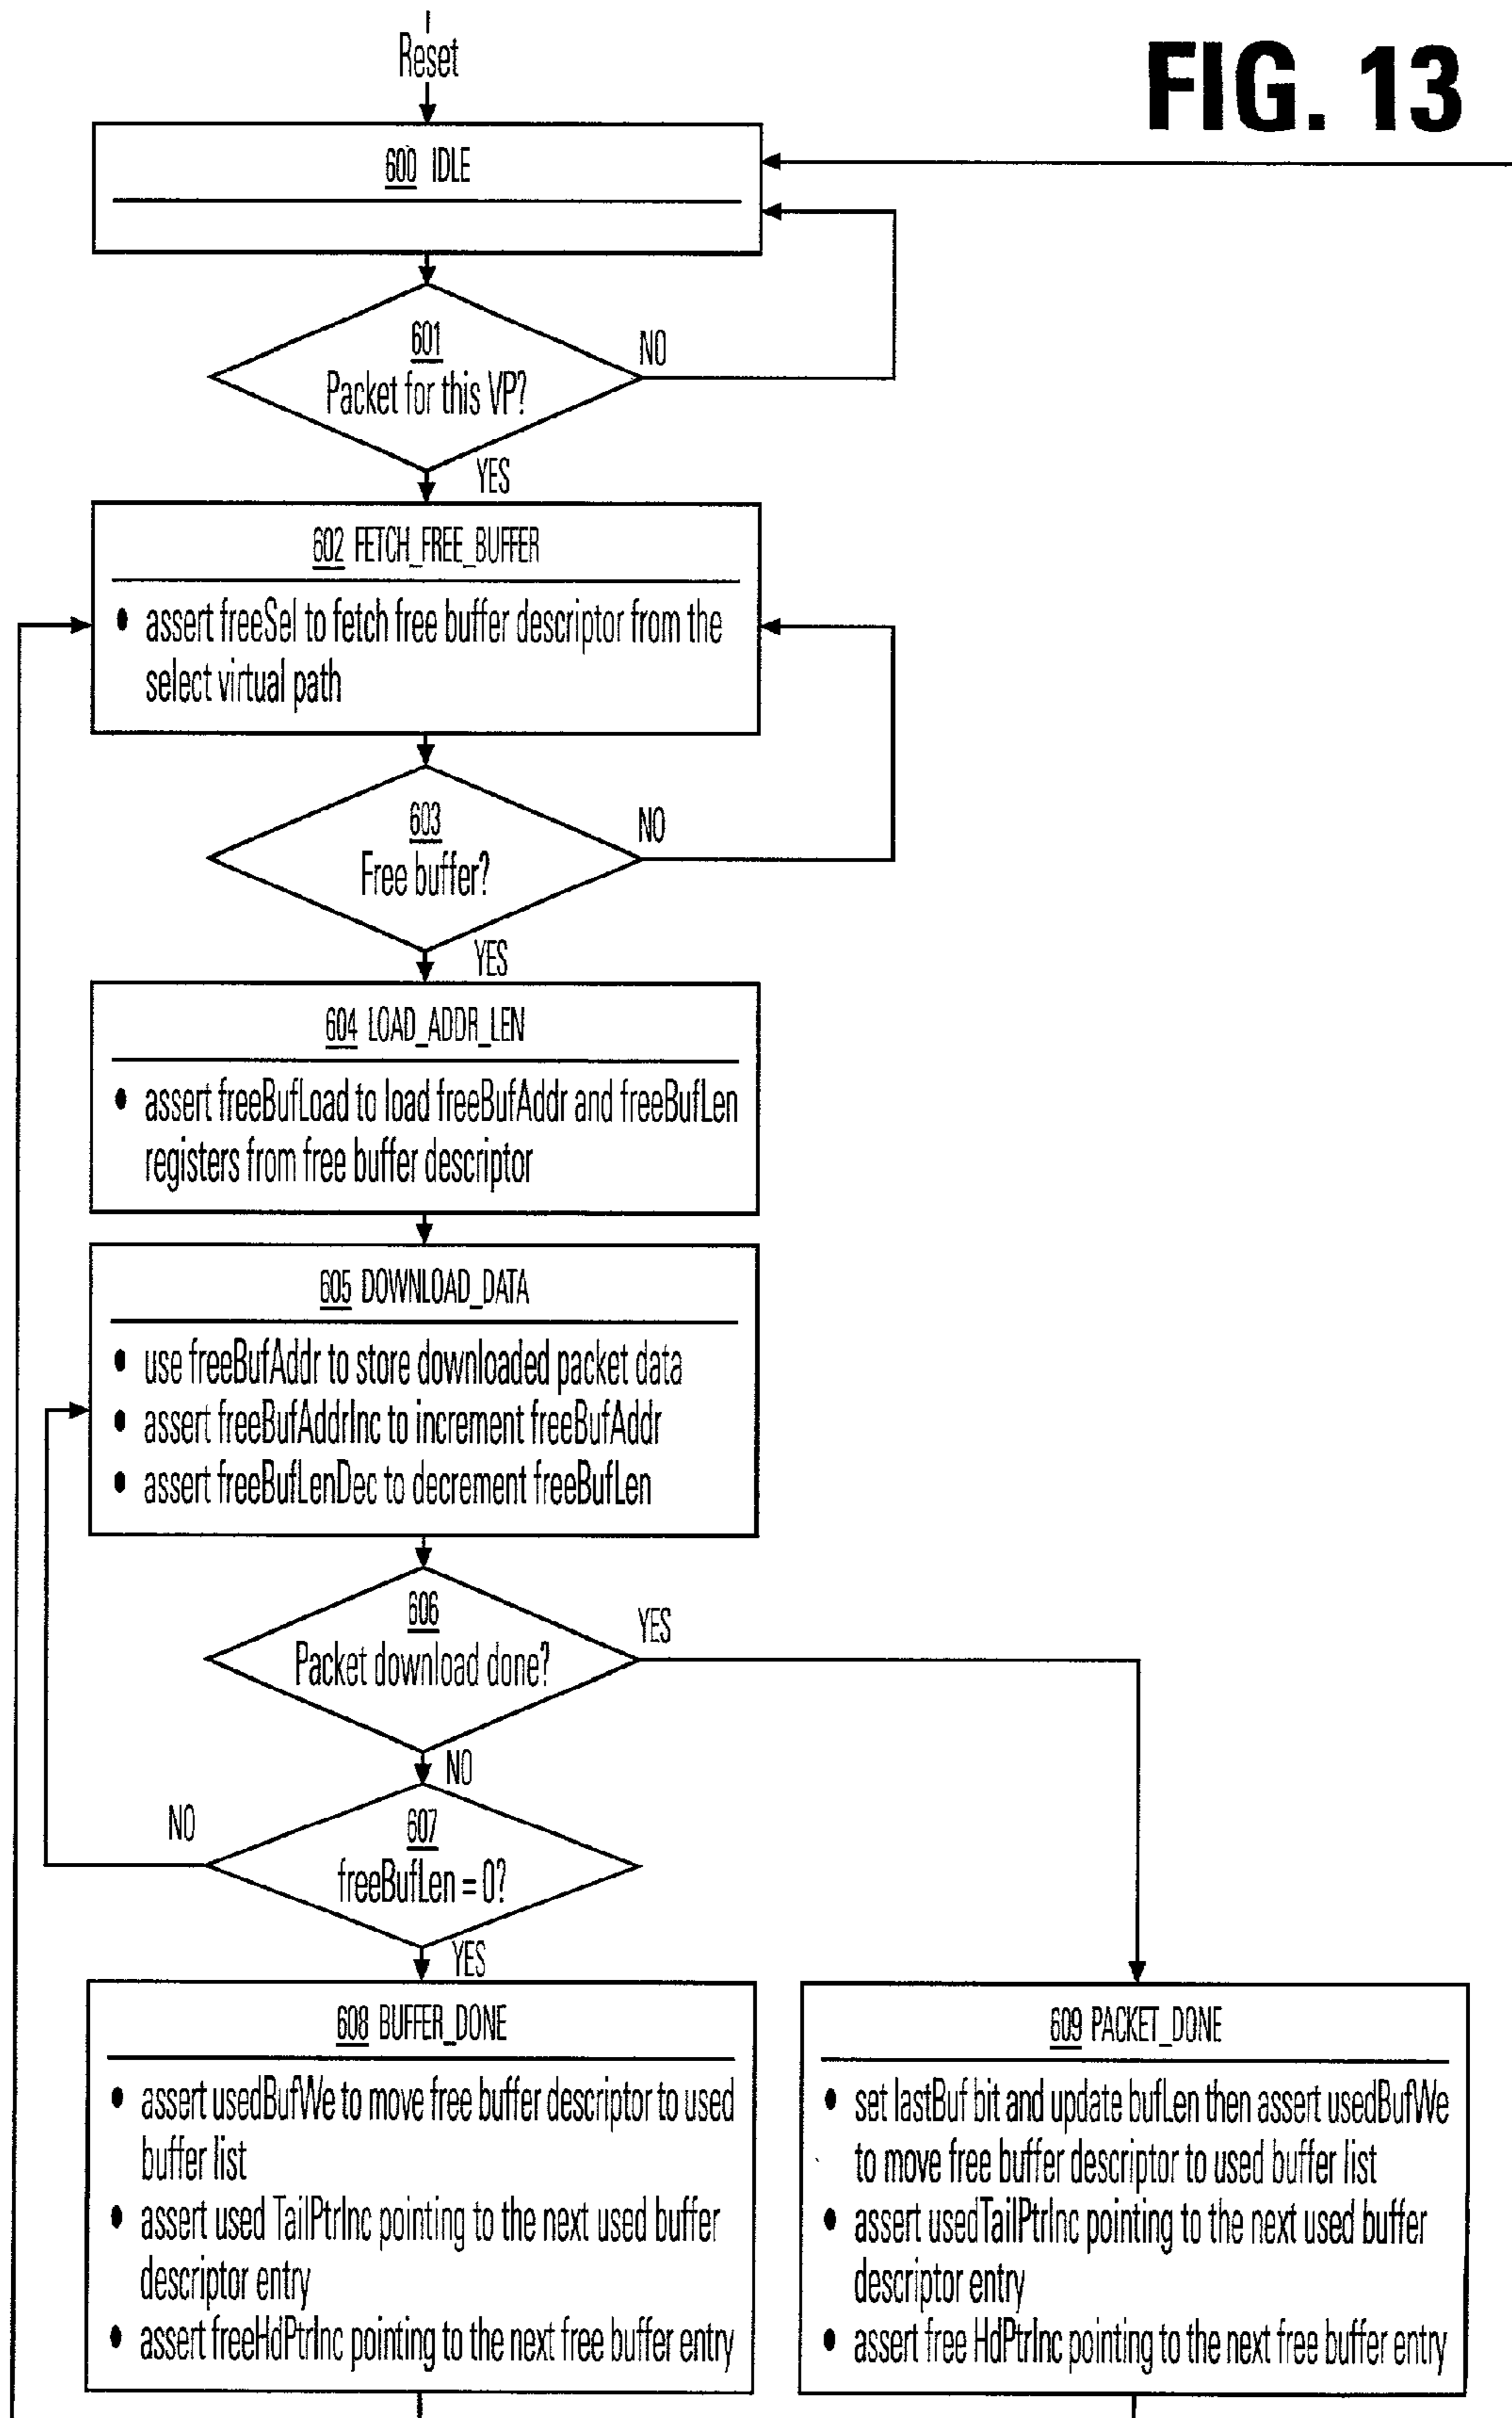 FIG. 13
Reset
600 IDLE
601
Packet for this VP?
NO
YES
602 FETCH_FREE_BUFFER
• assert freeSel to fetch free buffer descriptor from the
select virtual path
603
Free buffer?
NO
YES
604 LOAD_ADDR_LEN
• assert freeBufLoad to load freeBufAddr and freeBufLen
registers from free buffer descriptor
605 DOWNLOAD_DATA
• use freeBufAddr to store downloaded packet data
• assert freeBufAddrInc to increment freeBufAddr
• assert freeBufLenDec to decrement freeBufLen
606
Packet download done?
YES
NO
607
freeBufLen = 0?
NO
YES
608 BUFFER_DONE
• assert usedBufWe to move free buffer descriptor to used
buffer list
• assert used TailPtrInc pointing to the next used buffer
descriptor entry
• assert freeHdPtrInc pointing to the next free buffer entry
609 PACKET_DONE
• set lastBuf bit and update bufLen then assert usedBufWe
to move free buffer descriptor to used buffer list
• assert usedTailPtrInc pointing to the next used buffer
descriptor entry
• assert free HdPtrInc pointing to the next free buffer entry